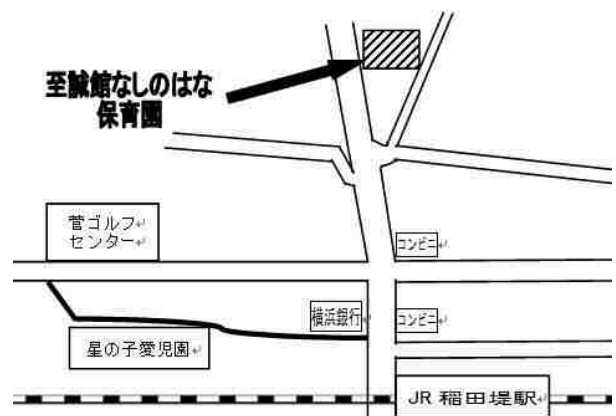 至誠館なしのはな
保育園
菅ゴルフ
センター
コンビニ
横浜銀行
コンビニ
星の子愛児園
JR 稲田堤駅